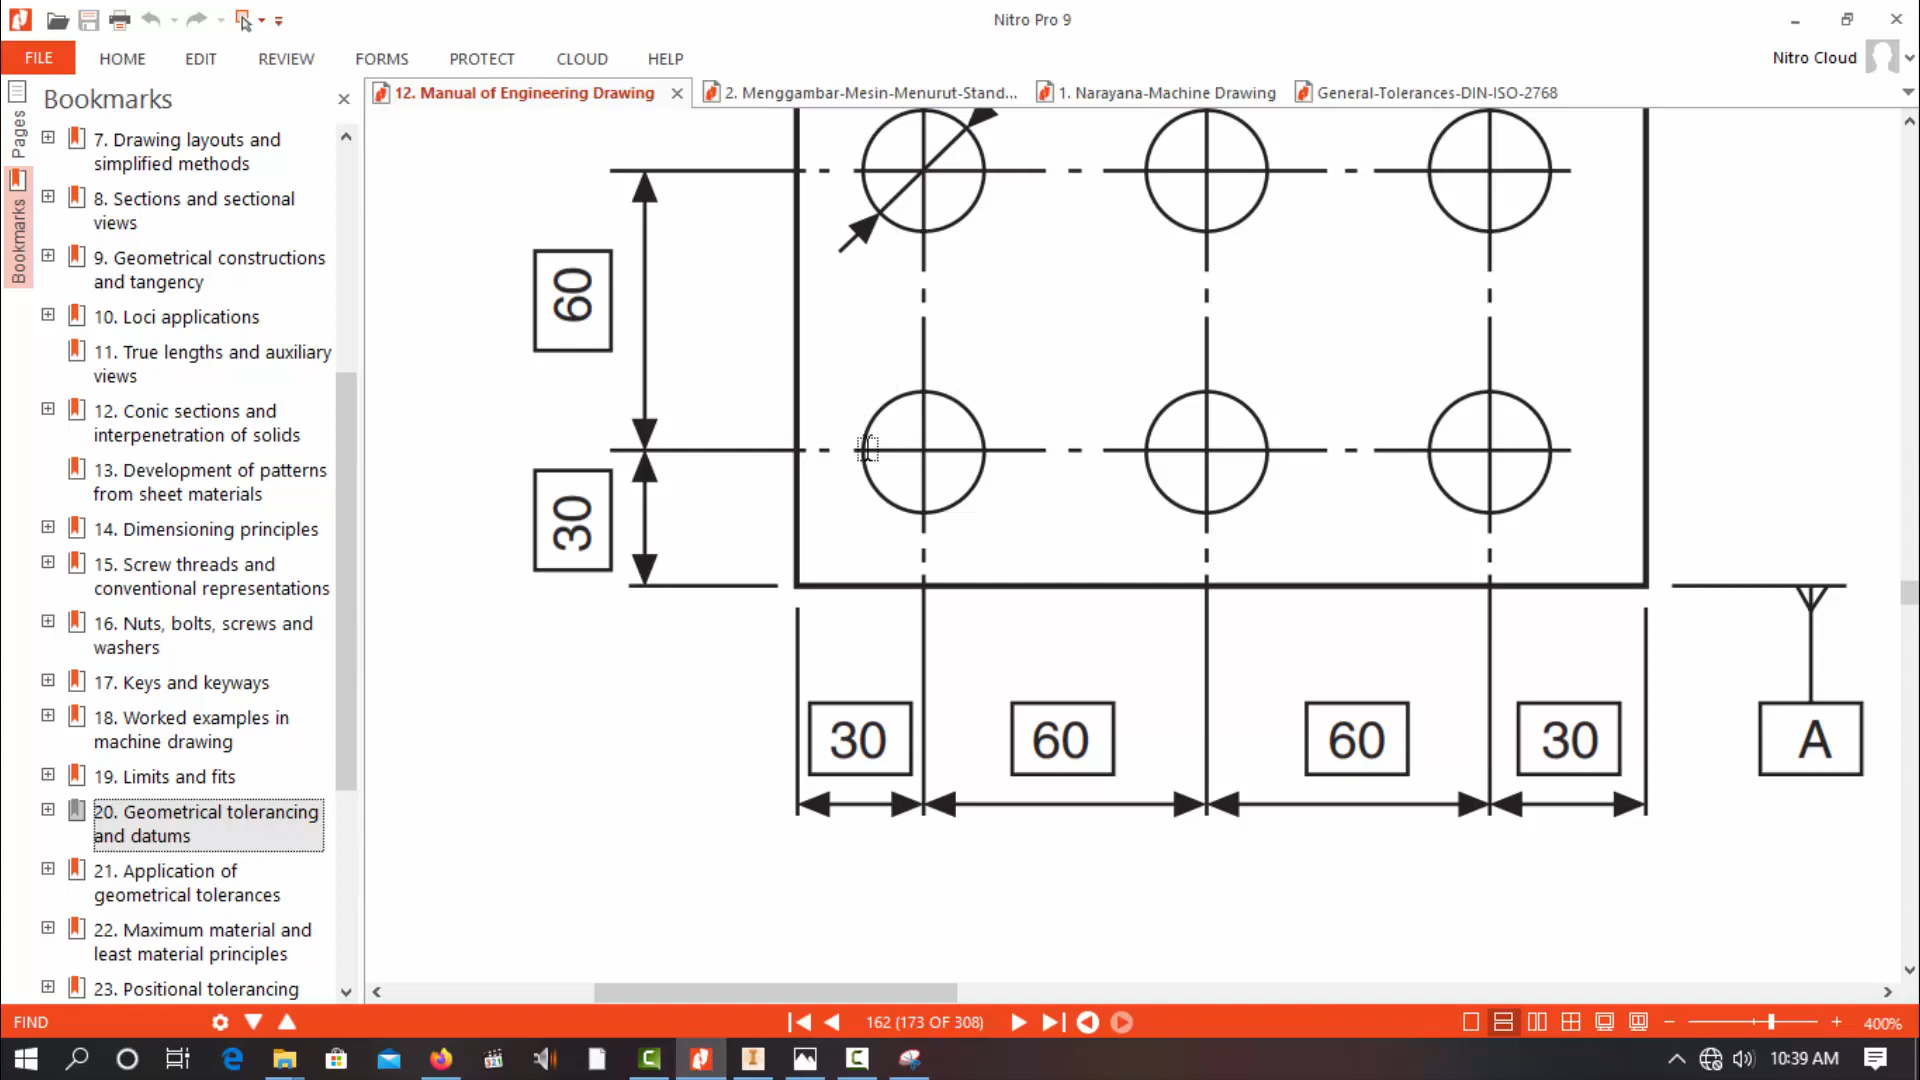 Nitro Pro 9
FILE HOME EDIT REVIEW FORMS PROTECT CLOUD HELP
Nitro Cloud
Pages
Bookmarks
Bookmarks
12. Manual of Engineering Drawing
2. Menggambar-Mesin-Menurut-Stand...
1. Narayana-Machine Drawing
General-Tolerances-DIN-ISO-2768
7. Drawing layouts and
simplified methods
8. Sections and sectional
views
9. Geometrical constructions
and tangency
10. Loci applications
11. True lengths and auxiliary
views
12. Conic sections and
interpenetration of solids
13. Development of patterns
from sheet materials
14. Dimensioning principles
15. Screw threads and
conventional representations
16. Nuts, bolts, screws and
washers
17. Keys and keyways
18. Worked examples in
machine drawing
19. Limits and fits
20. Geometrical tolerancing
and datums
21. Application of
geometrical tolerances
22. Maximum material and
least material principles
23. Positional tolerancing
60
30
30 60 60 30 A
FIND
162 (173 OF 308)
400%
10:39 AM